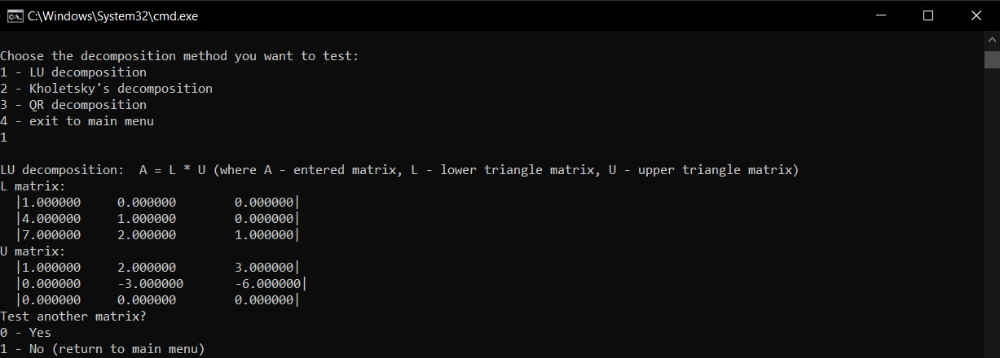 C:\Windows\System32\cmd.exe
Choose the decomposition method you want to test:
1 - LU decomposition
2 - Kholetsky's decomposition
3 - QR decomposition
4 - exit to main menu
1
LU decomposition:  A = L * U (where A - entered matrix, L - lower triangle matrix, U - upper triangle matrix)
L matrix:
|1.000000 0.000000 0.000000|
|4.000000 1.000000 0.000000|
|7.000000 2.000000 1.000000|
U matrix:
|1.000000 2.000000 3.000000|
|0.000000 -3.000000 -6.000000|
|0.000000 0.000000 0.000000|
Test another matrix?
0 - Yes
1 - No (return to main menu)